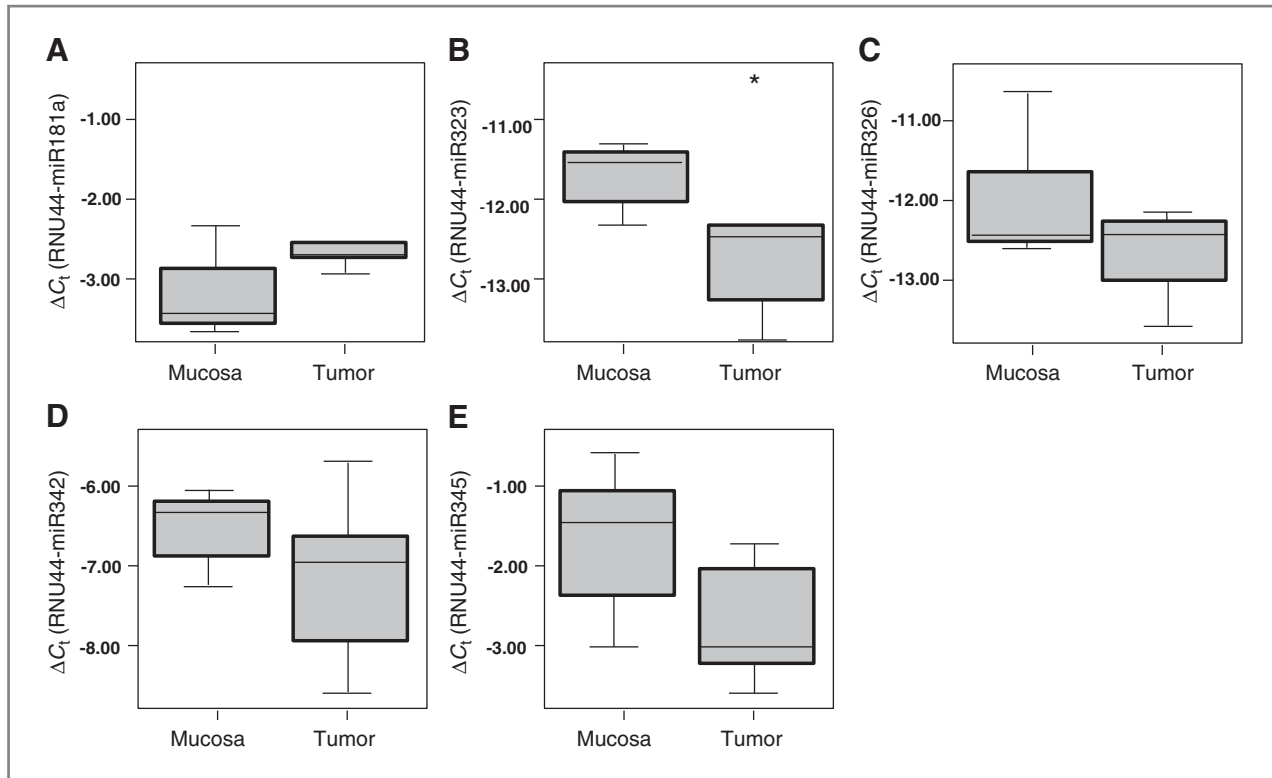 A
ΔCt (RNU44-miR181a)
-1.00
-2.00
-3.00
Mucosa
Tumor
B
ΔCt (RNU44-miR323)
-11.00
-12.00
-13.00
*
Mucosa
Tumor
C
ΔCt (RNU44-miR326)
-11.00
-12.00
-13.00
Mucosa
Tumor
D
ΔCt (RNU44-miR342)
-6.00
-7.00
-8.00
Mucosa
Tumor
E
ΔCt (RNU44-miR345)
-1.00
-2.00
-3.00
Mucosa
Tumor